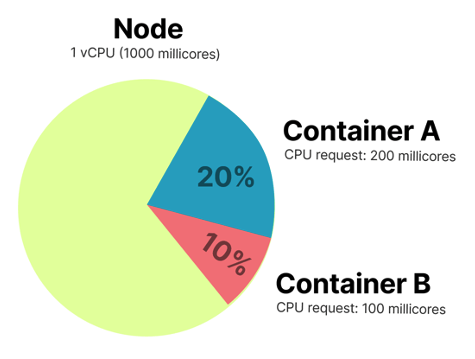 Node
1 vCPU (1000 millicores)
Container A
CPU request: 200 millicores
20%
10%
Container B
CPU request: 100 millicores